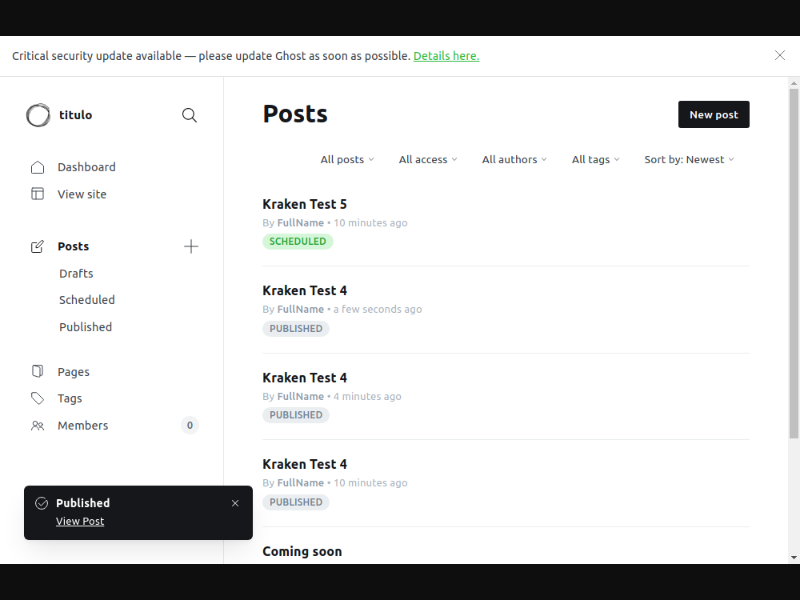 Critical security update available — please update Ghost as soon as possible. Details here.
titulo
Dashboard
View site
Posts
Drafts
Scheduled
Published
Pages
Tags
Members
0
Published
View Post
Posts
New post
All posts
All access
All authors
All tags
Sort by: Newest
Kraken Test 5
By FullName • 10 minutes ago
SCHEDULED
Kraken Test 4
By FullName • a few seconds ago
PUBLISHED
Kraken Test 4
By FullName • 4 minutes ago
PUBLISHED
Kraken Test 4
By FullName • 10 minutes ago
PUBLISHED
Coming soon